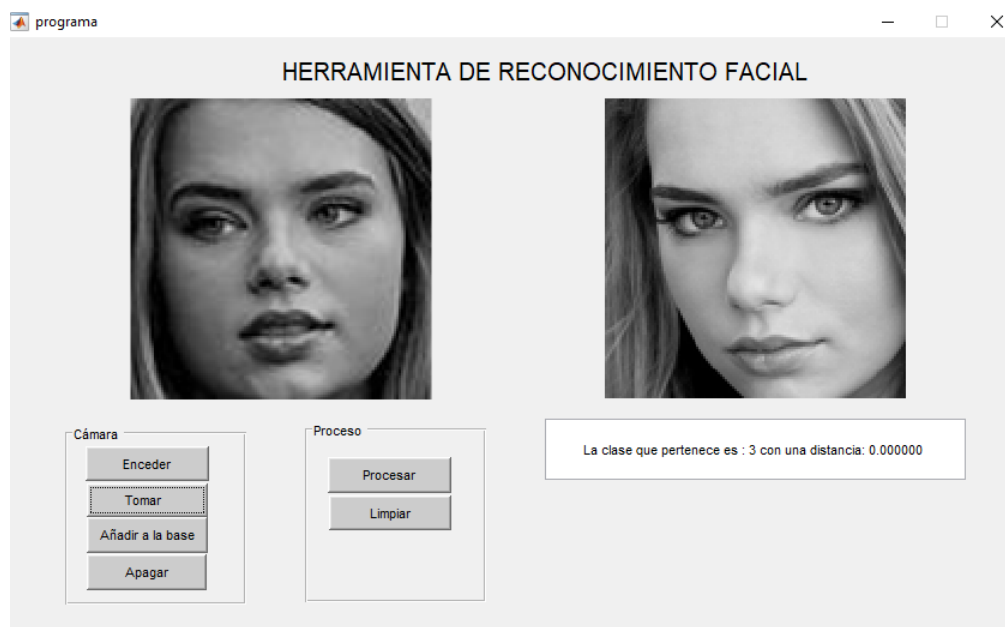 programa
HERRAMIENTA DE RECONOCIMIENTO FACIAL
Cámara
Enceder
Tomar
Añadir a la base
Apagar
Proceso
Procesar
Limpiar
La clase que pertenece es : 3 con una distancia: 0.000000